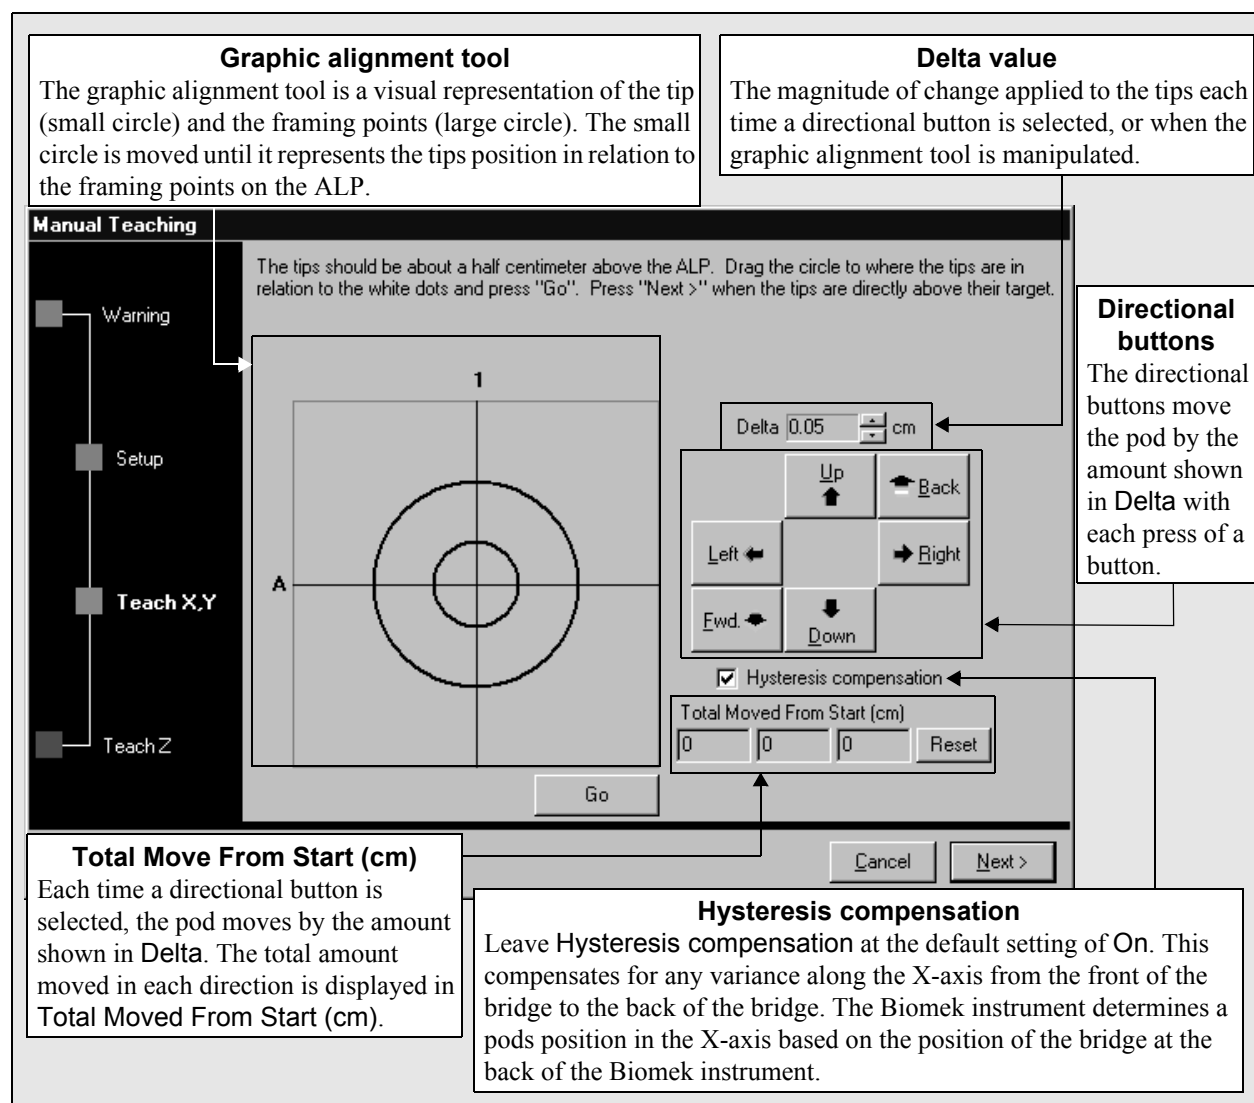 Graphic alignment tool
The graphic alignment tool is a visual representation of the tip
(small circle) and the framing points (large circle). The small
circle is moved until it represents the tips position in relation to
the framing points on the ALP.
Delta value
The magnitude of change applied to the tips each
time a directional button is selected, or when the
graphic alignment tool is manipulated.
Manual Teaching
The tips should be about a half centimeter above the ALP. Drag the circle to where the tips are in
relation to the white dots and press "Go". Press "Next >" when the tips are directly above their target.
Warning
Setup
Teach X,Y
Teach Z
1
A
Go
Delta 0.05 cm
Up
Back
Left
Right
Fwd.
Down
Hysteresis compensation
Total Moved From Start (cm)
0 0 0 Reset
Directional
buttons
The directional
buttons move
the pod by the
amount shown
in Delta with
each press of a
button.
Cancel Next >
Total Move From Start (cm)
Each time a directional button is
selected, the pod moves by the amount
shown in Delta. The total amount
moved in each direction is displayed in
Total Moved From Start (cm).
Hysteresis compensation
Leave Hysteresis compensation at the default setting of On. This
compensates for any variance along the X-axis from the front of the
bridge to the back of the bridge. The Biomek instrument determines a
pods position in the X-axis based on the position of the bridge at the
back of the Biomek instrument.